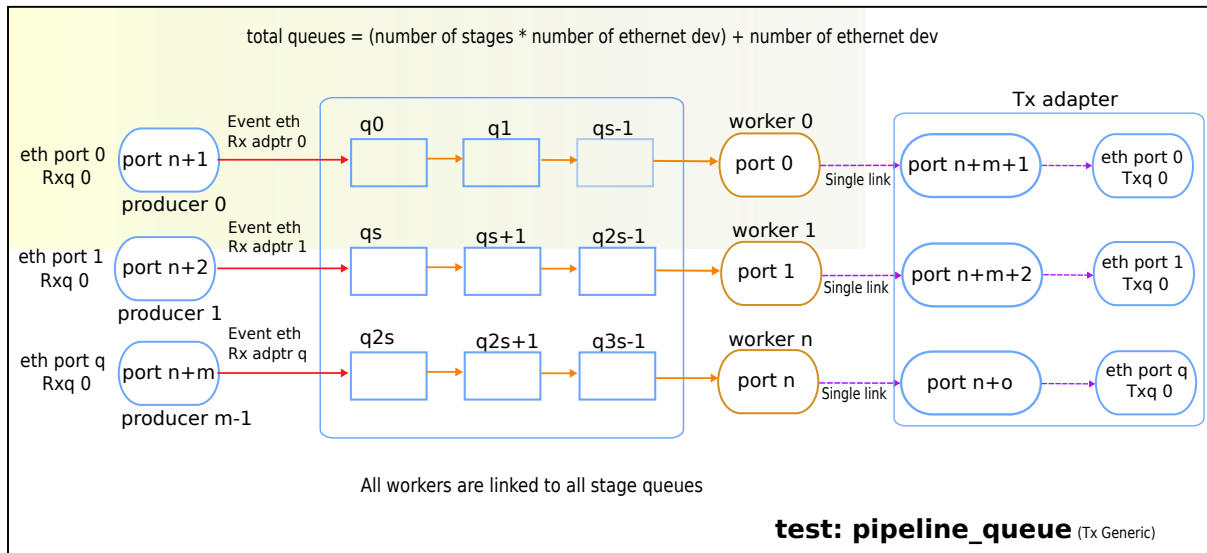 total queues = (number of stages * number of ethernet dev) + number of ethernet dev
Tx adapter
eth port 0
Rxq 0
port n+1
producer 0
Event eth
Rx adptr 0
q0
q1
qs-1
worker 0
port 0
Single link
port n+m+1
eth port 0
Txq 0
eth port 1
Rxq 0
port n+2
producer 1
Event eth
Rx adptr 1
qs
qs+1
q2s-1
worker 1
port 1
Single link
port n+m+2
eth port 1
Txq 0
eth port q
Rxq 0
port n+m
producer m-1
Event eth
Rx adptr q
q2s
q2s+1
q3s-1
worker n
port n
Single link
port n+o
eth port q
Txq 0
All workers are linked to all stage queues
test: pipeline_queue (Tx Generic)